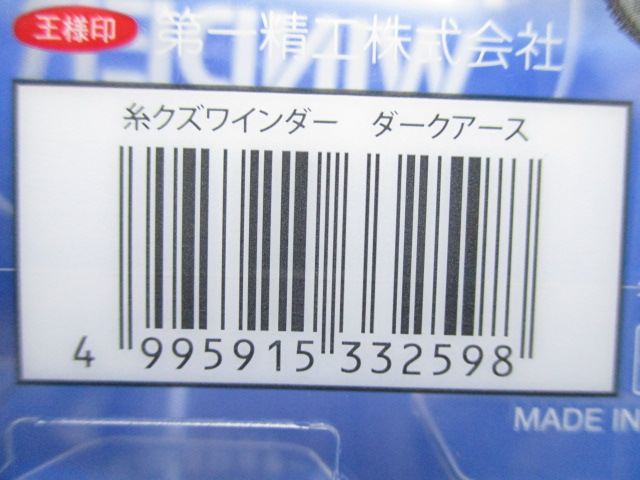 王様印 第一精工株式会社
糸クズワインダー ダークアース
4 995915 332598
MADE IN